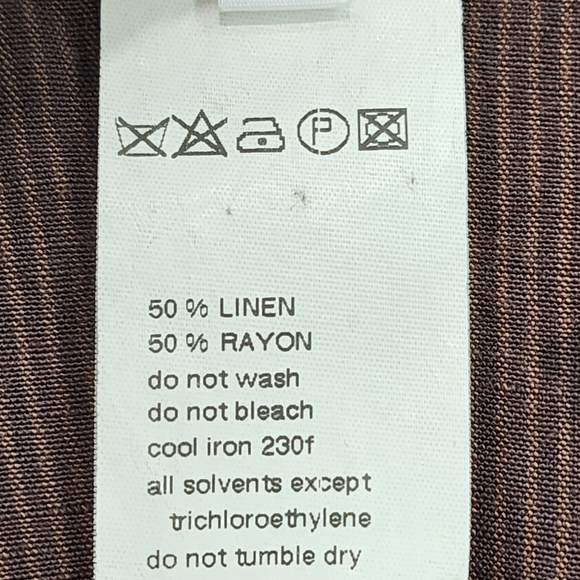 P
50 % LINEN
50 % RAYON
do not wash
do not bleach
cool iron 230f
all solvents except
trichloroethylene
do not tumble dry